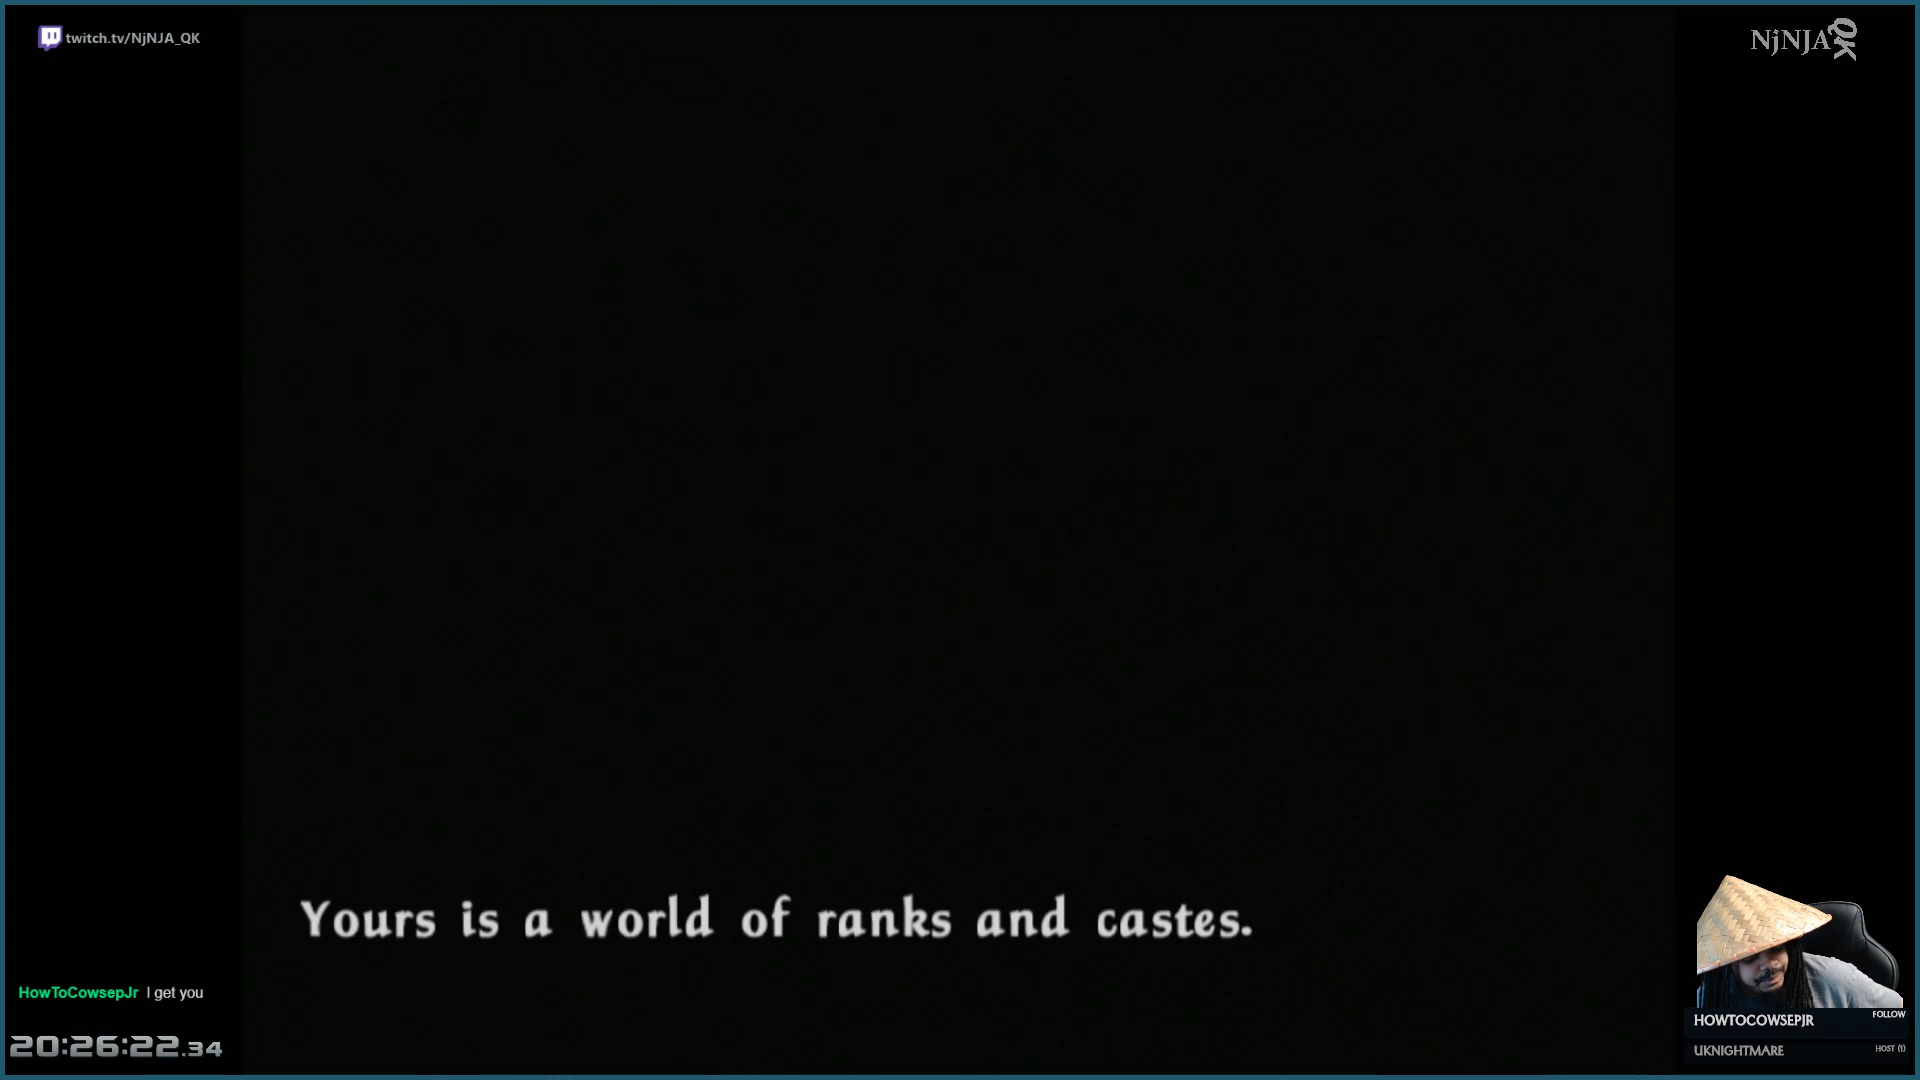 twitch.tv/NjNJA_QK
NjNJA QK
Yours is a world of ranks and castes.
HowToCowsepJr I get you
20:26:22.34
HOWTOCOWSEPJR FOLLOW
UKNIGHTMARE HOST (1)